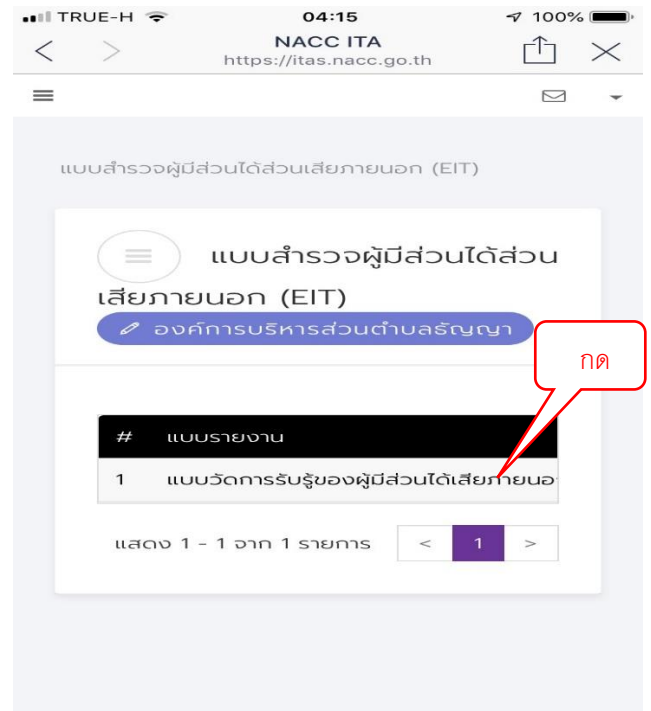 TRUE-H 04:15 100%
NACC ITA
https://itas.nacc.go.th
แบบสำรวจผู้มีส่วนได้ส่วนเสียภายนอก (EIT)
แบบสำรวจผู้มีส่วนได้ส่วน
เสียภายนอก (EIT)
องค์การบริหารส่วนตำบลธัญญา
กด
# แบบรายงาน
1 แบบวัดการรับรู้ของผู้มีส่วนได้เสียภายนอ
แสดง 1 - 1 จาก 1 รายการ < 1 >